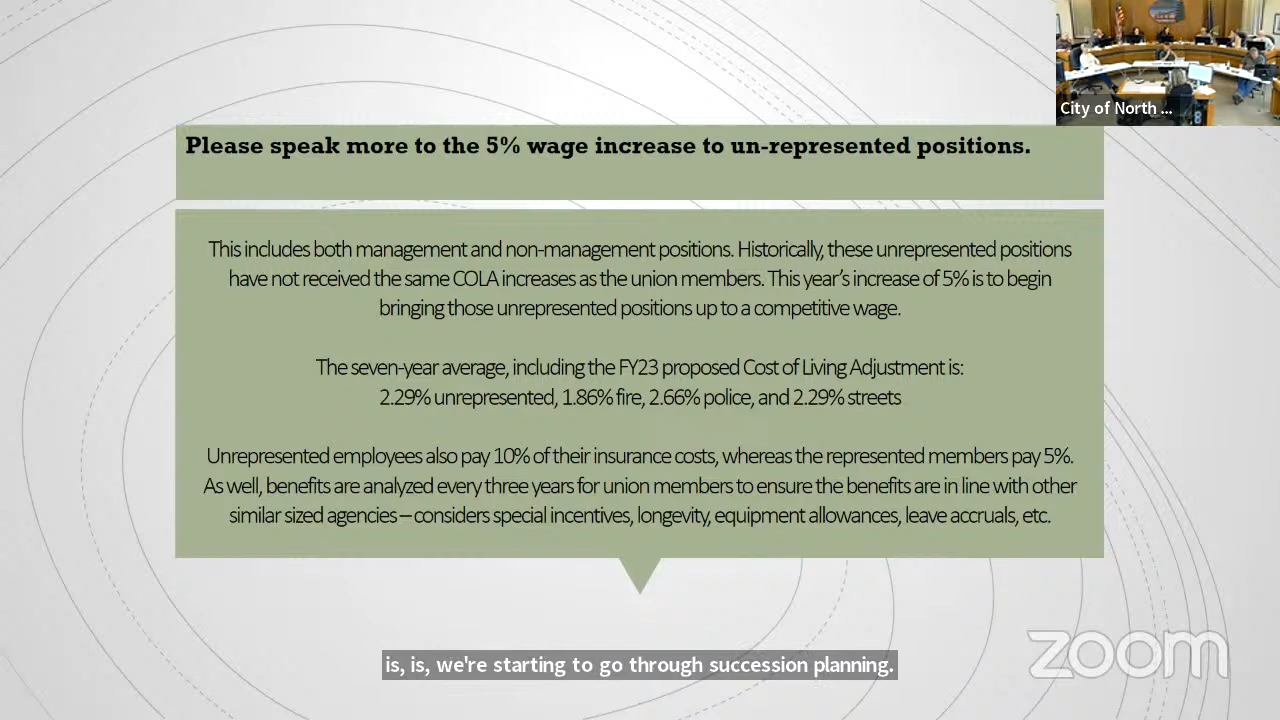 City of North ...
Please speak more to the 5% wage increase to un-represented positions.
This includes both management and non-management positions. Historically, these unrepresented positions
have not received the same COLA increases as the union members. This year's increase of 5% is to begin
bringing those unrepresented positions up to a competitive wage.
The seven-year average, including the FY23 proposed Cost of Living Adjustment is:
2.29% unrepresented, 1.86% fire, 2.66% police, and 2.29% streets
Unrepresented employees also pay 10% of their insurance costs, whereas the represented members pay 5%.
As well, benefits are analyzed every three years for union members to ensure the benefits are in line with other
similar sized agencies – considers special incentives, longevity, equipment allowances, leave accruals, etc.
is, is, we're starting to go through succession planning.
zoom